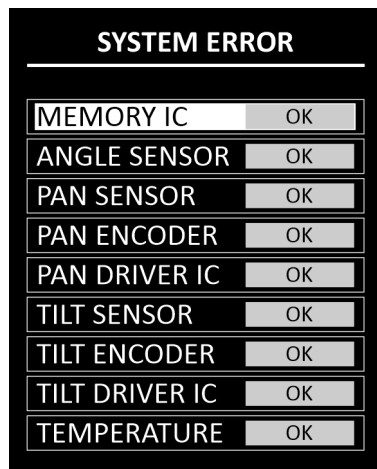 SYSTEM ERROR
MEMORY IC OK
ANGLE SENSOR OK
PAN SENSOR OK
PAN ENCODER OK
PAN DRIVER IC OK
TILT SENSOR OK
TILT ENCODER OK
TILT DRIVER IC OK
TEMPERATURE OK